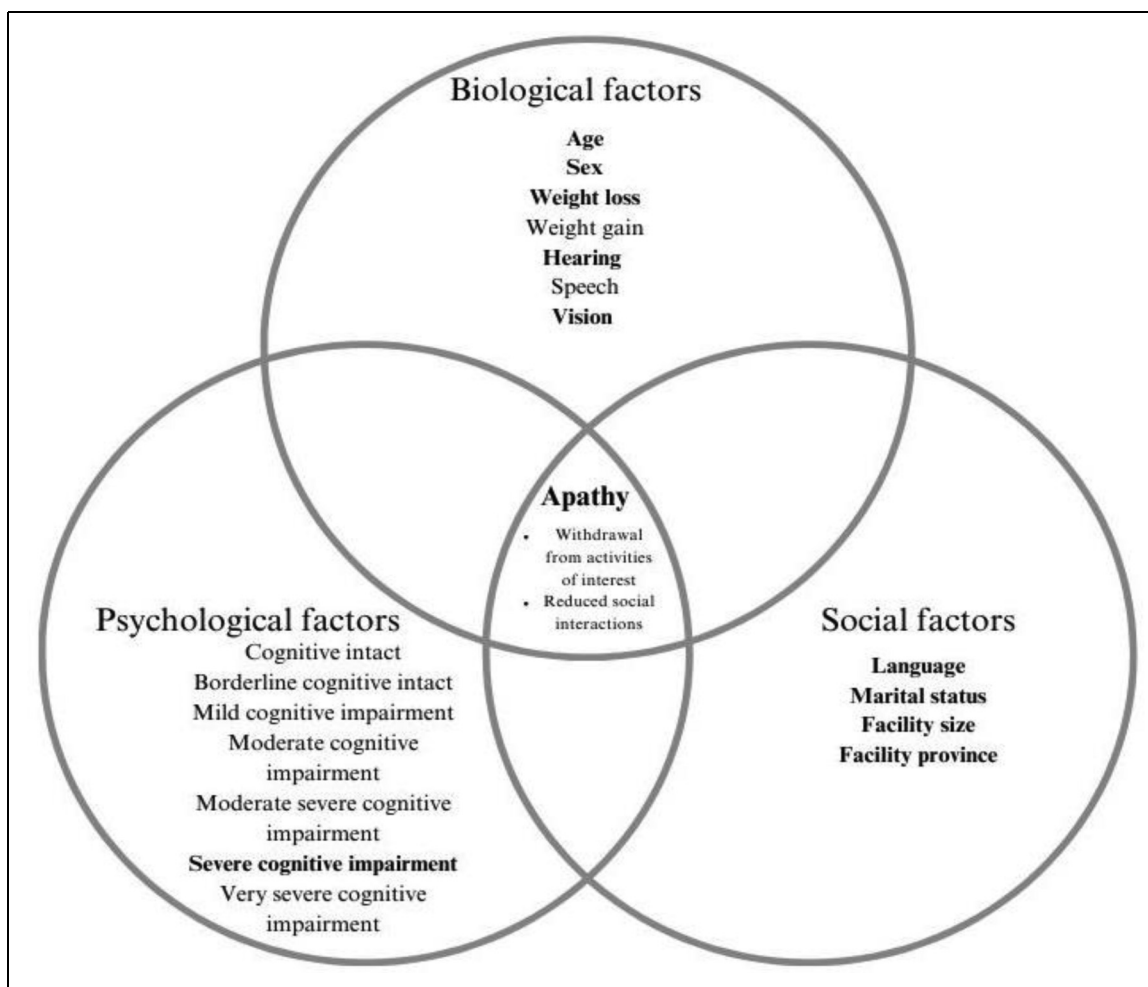 Biological factors
Age
Sex
Weight loss
Weight gain
Hearing
Speech
Vision
Apathy
• Withdrawal
from activities
of interest
• Reduced social
interactions
Psychological factors
Cognitive intact
Borderline cognitive intact
Mild cognitive impairment
Moderate cognitive
impairment
Moderate severe cognitive
impairment
Severe cognitive impairment
Very severe cognitive
impairment
Social factors
Language
Marital status
Facility size
Facility province